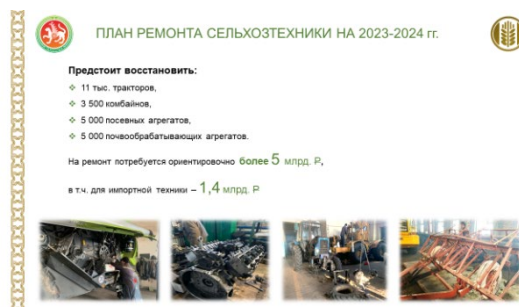 ПЛАН РЕМОНТА СЕЛЬХОЗТЕХНИКИ НА 2023-2024 гг.
Предстоит восстановить:
11 тыс. тракторов,
3 500 комбайнов,
5 000 посевных агрегатов,
5 000 почвообрабатывающих агрегатов.
На ремонт потребуется ориентировочно более 5 млрд. ₽,
в т.ч. для импортной техники – 1,4 млрд. ₽